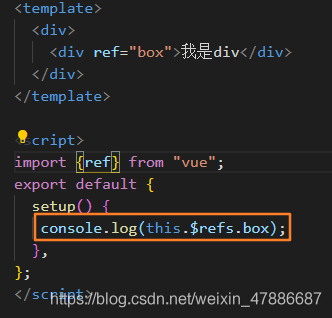 <template>
  <div>
    <div ref="box">我是div</div>
  </div>
</template>

cript>
import {ref} from "vue";
export default {
  setup() {
    console.log(this.$refs.box);
  },
};
</script>
https://blog.csdn.net/weixin_47886687